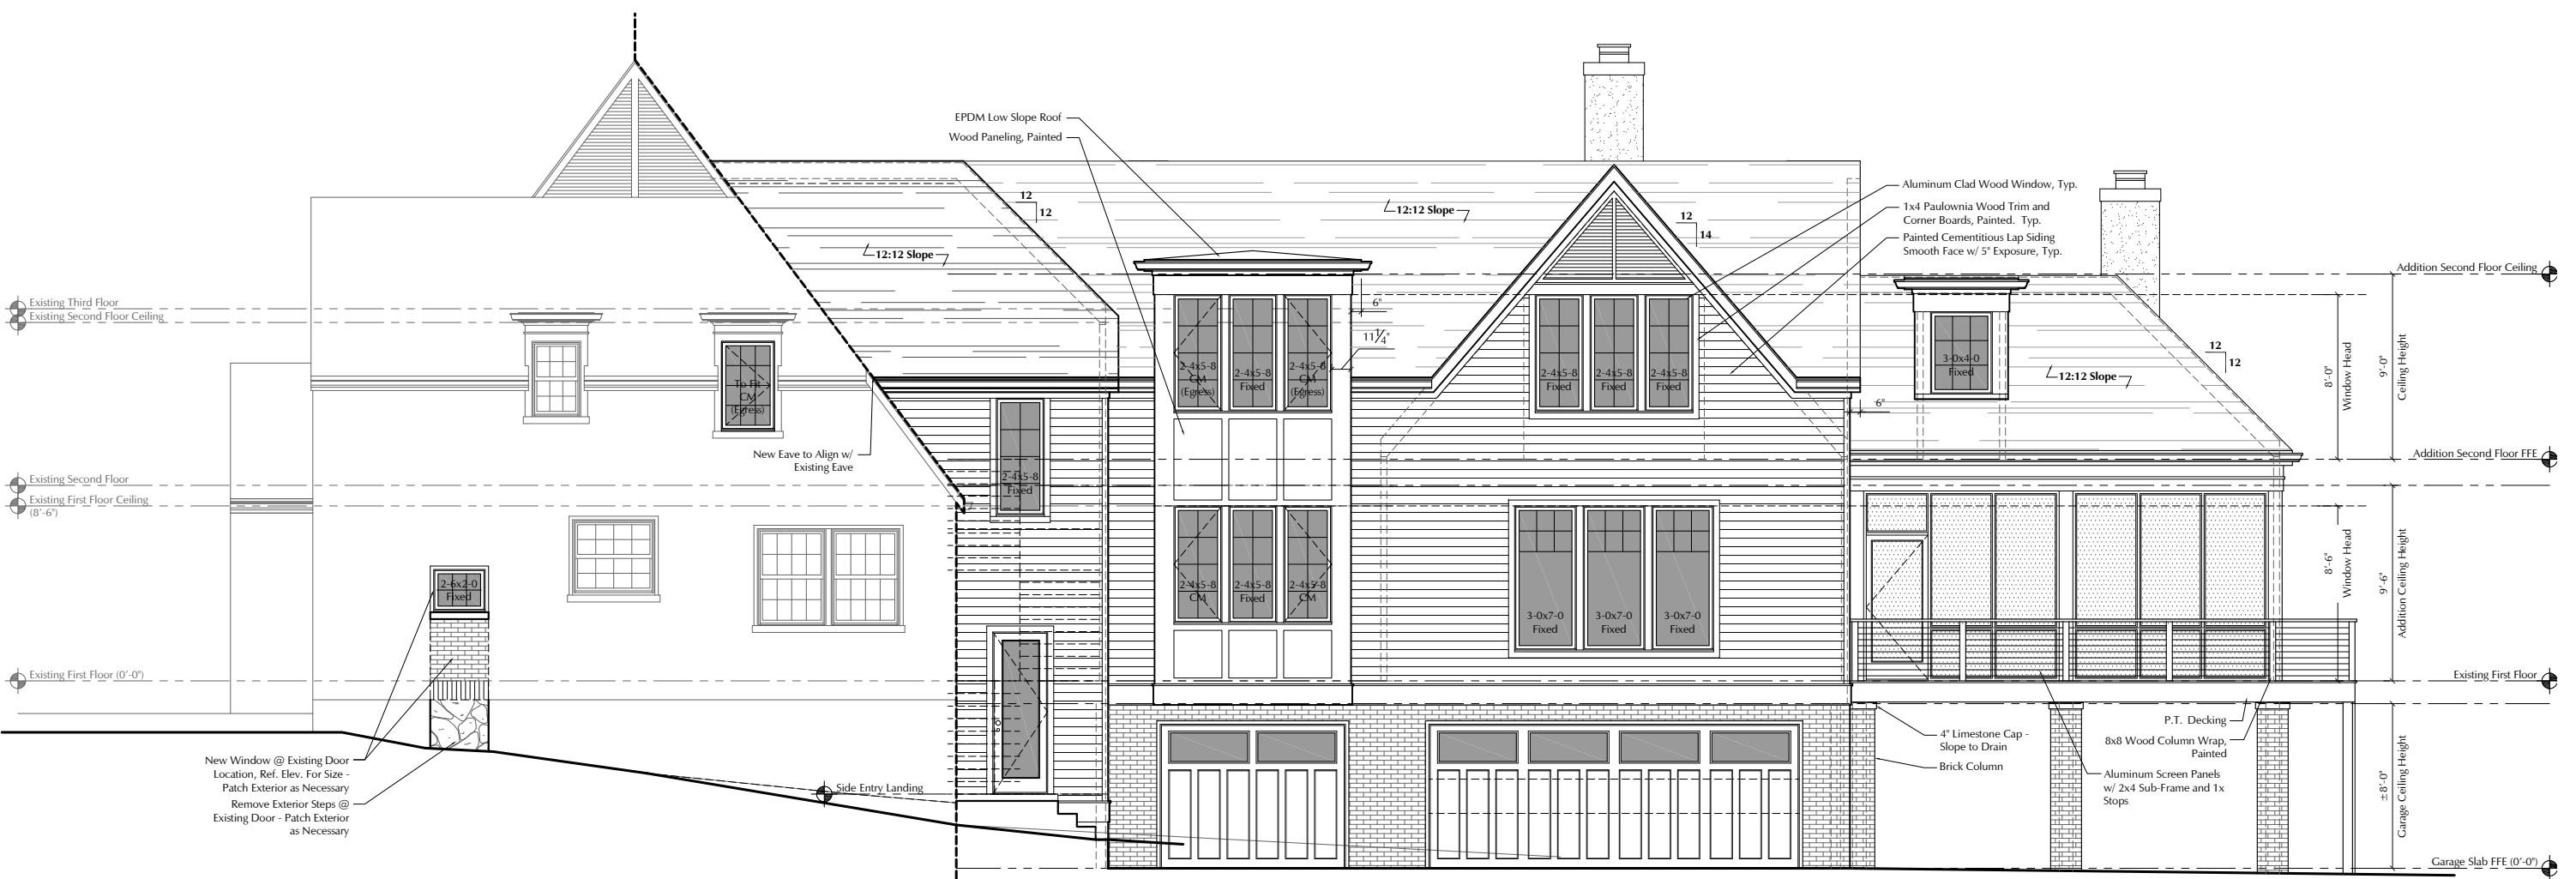 EPDM Low Slope Roof
Wood Paneling, Painted
Aluminum Clad Wood Window, Typ.
1x4 Paulownia Wood Trim and
Corner Boards, Painted. Typ.
Painted Cementitious Lap Siding
Smooth Face w/ 5" Exposure, Typ.
12
12
12:12 Slope
12:12 Slope
12
14
Addition Second Floor Ceiling
Existing Third Floor
Existing Second Floor Ceiling
6"
11 1/4"
2-4x5-8
CM
(Egress)
2-4x5-8
Fixed
2-4x5-8
CM
(Egress)
2-4x5-8
Fixed
2-4x5-8
Fixed
2-4x5-8
Fixed
3-0x4-0
Fixed
12
12
12:12 Slope
8'-0"
Window Head
9'-0"
Ceiling Height
To Fit
CM
(Egress)
6"
New Eave to Align w/
Existing Eave
Addition Second Floor FFE
Existing Second Floor
Existing First Floor Ceiling
(8'-6")
2-4x5-8
Fixed
2-6x2-0
Fixed
2-4x5-8
CM
2-4x5-8
Fixed
2-4x5-8
CM
3-0x7-0
Fixed
3-0x7-0
Fixed
3-0x7-0
Fixed
8'-6"
Window Head
9'-6"
Addition Ceiling Height
Existing First Floor (0'-0")
Existing First Floor
P.T. Decking
4" Limestone Cap -
Slope to Drain
8x8 Wood Column Wrap,
Painted
Brick Column
Aluminum Screen Panels
w/ 2x4 Sub-Frame and 1x
Stops
New Window @ Existing Door
Location, Ref. Elev. For Size -
Patch Exterior as Necessary
Remove Exterior Steps @
Existing Door - Patch Exterior
as Necessary
Side Entry Landing
±8'-0"
Garage Ceiling Height
Garage Slab FFE (0'-0")